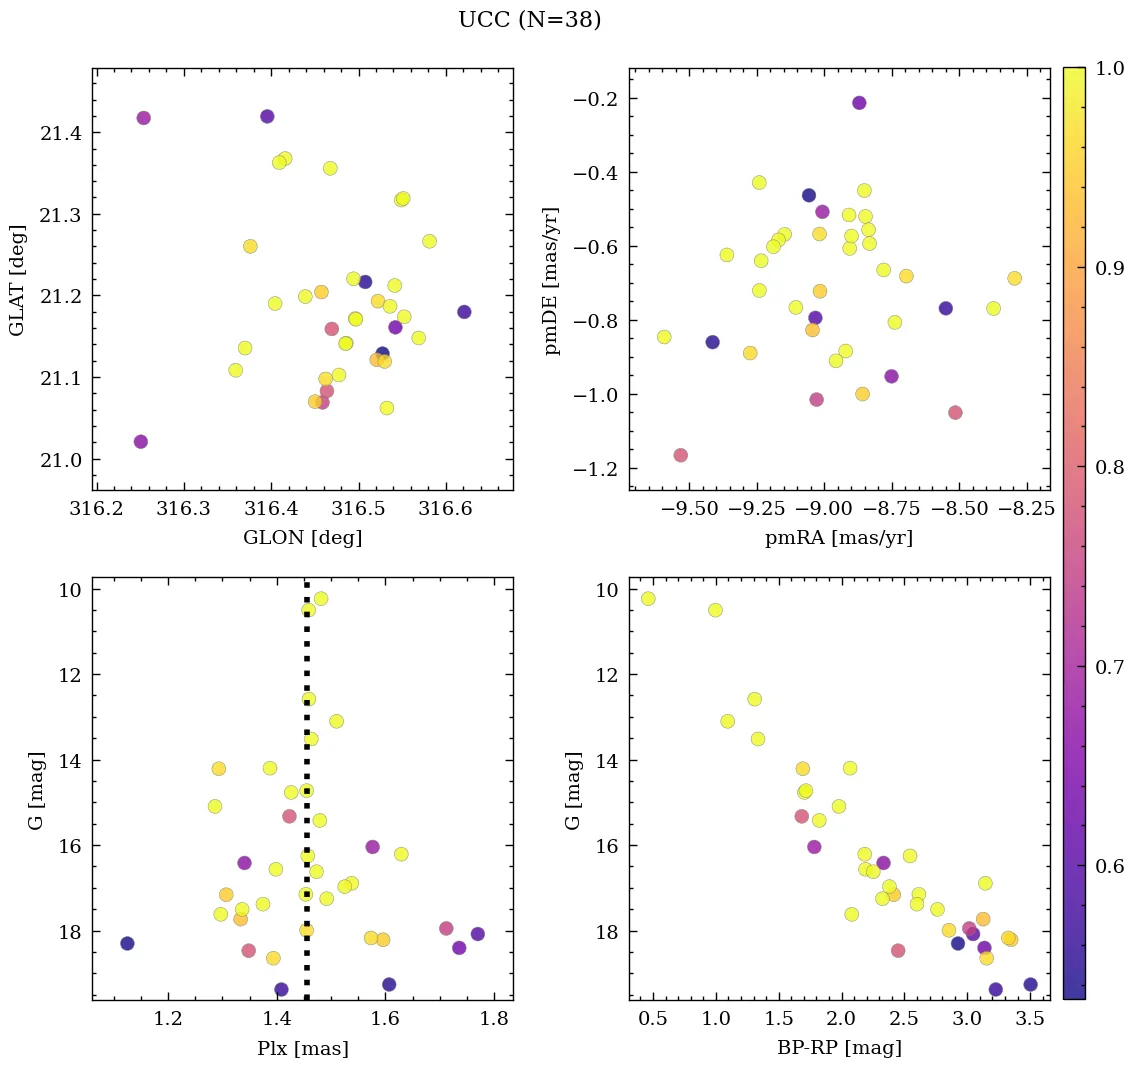 UCC (N=38)
GLAT [deg]
21.4
21.3
21.2
21.1
21.0
316.2 316.3 316.4 316.5 316.6
GLON [deg]
pmDE [mas/yr]
−0.2
−0.4
−0.6
−0.8
−1.0
−1.2
−9.50 −9.25 −9.00 −8.75 −8.50 −8.25
pmRA [mas/yr]
1.0
0.9
0.8
0.7
0.6
G [mag]
10
12
14
16
18
1.2 1.4 1.6 1.8
Plx [mas]
G [mag]
10
12
14
16
18
0.5 1.0 1.5 2.0 2.5 3.0 3.5
BP-RP [mag]